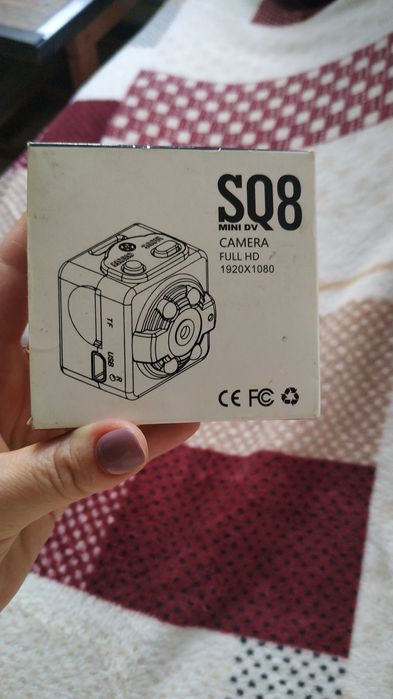 SQ8
MINI DV
CAMERA
FULL HD
1920X1080
TF
USB
R
CE FC